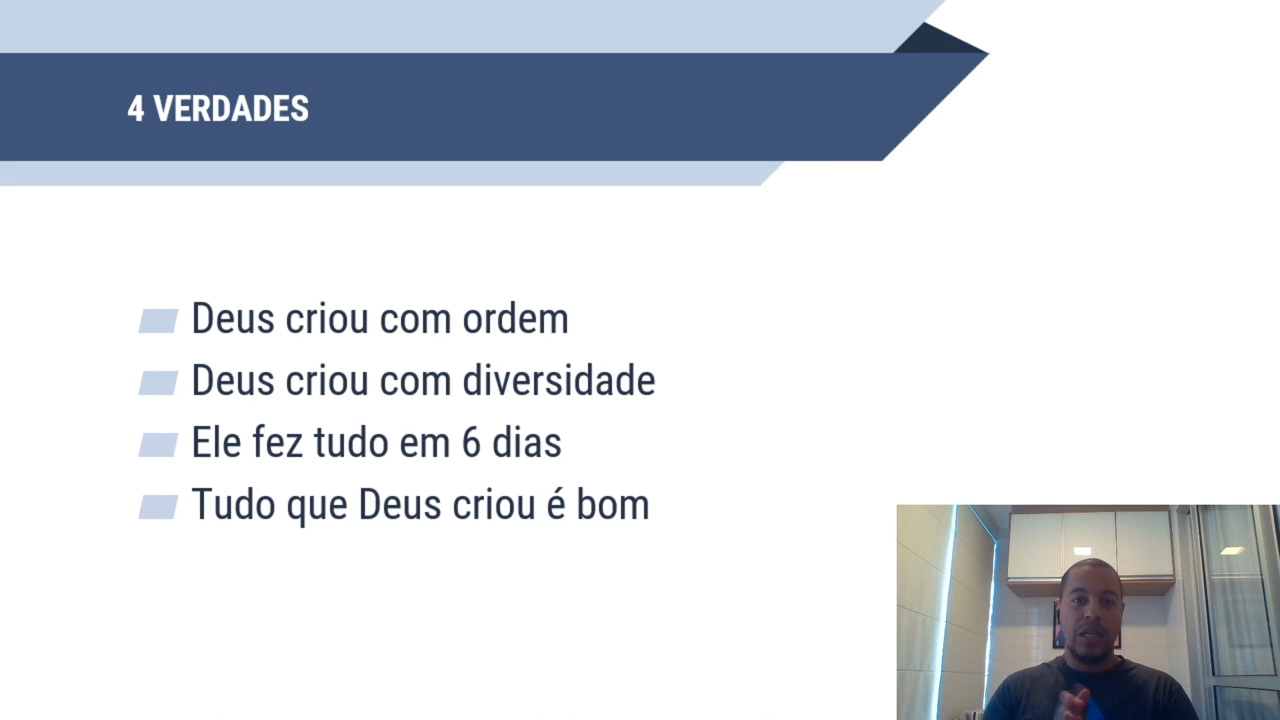 4 VERDADES
Deus criou com ordem
Deus criou com diversidade
Ele fez tudo em 6 dias
Tudo que Deus criou é bom